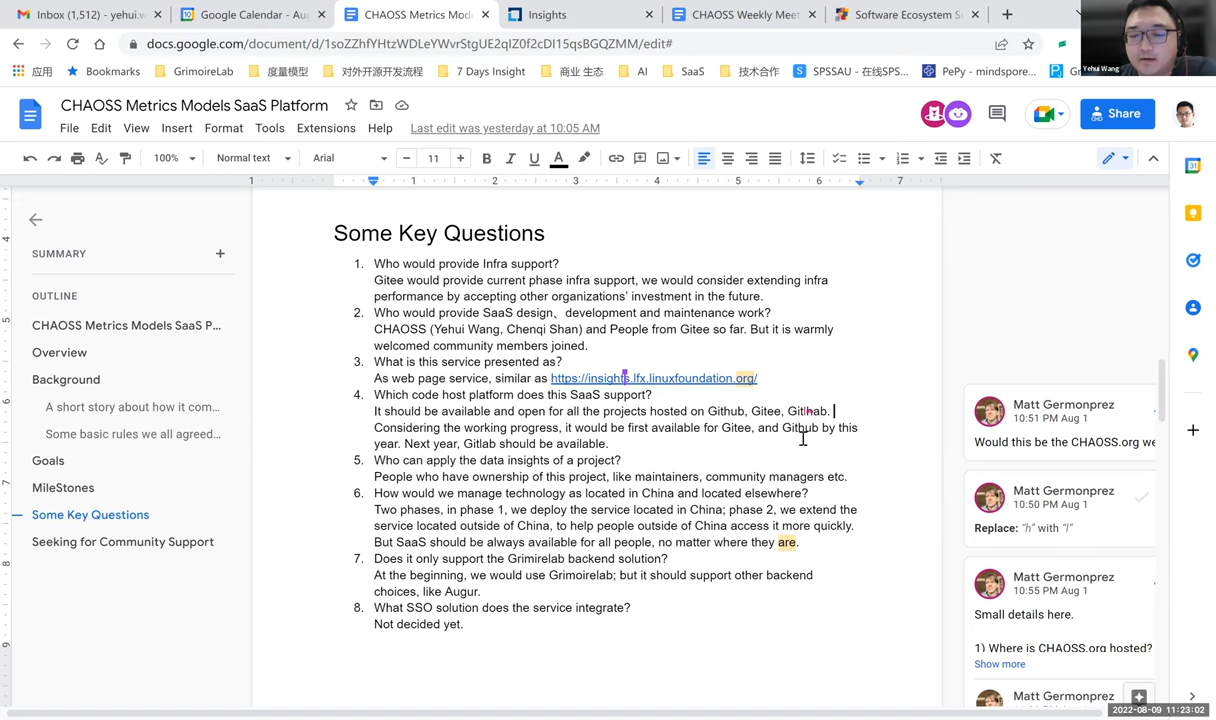 Inbox (1,512) - yehui.w
Google Calendar - Aug
CHAOSS Metrics Mode
Insights
CHAOSS Weekly Meet
Software Ecosystem S
docs.google.com/document/d/1soZZhfYHtzWDLeYWvrStgUE2qIZ0f2cDI15qsBGQZMM/edit#
应用
Bookmarks
GrimoireLab
度量模型
对外开源开发流程
7 Days Insight
商业 生态
AI
SaaS
技术合作
SPSSAU - 在线SPS...
PePy - mindspore...
Yehui Wang
CHAOSS Metrics Models SaaS Platform
File Edit View Insert Format Tools Extensions Help Last edit was yesterday at 10:05 AM
Share
100% Normal text Arial 11
1 1 2 3 4 5 6 7
SUMMARY
OUTLINE
CHAOSS Metrics Models SaaS P...
Overview
Background
A short story about how it com...
Some basic rules we all agreed...
Goals
MileStones
Some Key Questions
Seeking for Community Support
Some Key Questions
1. Who would provide Infra support?
Gitee would provide current phase infra support, we would consider extending infra
performance by accepting other organizations' investment in the future.
2. Who would provide SaaS design、development and maintenance work?
CHAOSS (Yehui Wang, Chenqi Shan) and People from Gitee so far. But it is warmly
welcomed community members joined.
3. What is this service presented as?
As web page service, similar as https://insights.lfx.linuxfoundation.org/
4. Which code host platform does this SaaS support?
It should be available and open for all the projects hosted on Github, Gitee,
Considering the working progress, it would be first available for Gitee, and Github by this
year. Next year, Gitlab should be available.
5. Who can apply the data insights of a project?
People who have ownership of this project, like maintainers, community managers etc.
6. How would we manage technology as located in China and located elsewhere?
Two phases, in phase 1, we deploy the service located in China; phase 2, we extend the
service located outside of China, to help people outside of China access it more quickly.
But SaaS should be always available for all people, no matter where they are.
7. Does it only support the Grimirelab backend solution?
At the beginning, we would use Grimoirelab; but it should support other backend
choices, like Augur.
8. What SSO solution does the service integrate?
Not decided yet.
Matt Germonprez
10:51 PM Aug 1
Would this be the CHAOSS.org we
Matt Germonprez
10:50 PM Aug 1
Replace: "h" with "l"
Matt Germonprez
10:55 PM Aug 1
Small details here.
1) Where is CHAOSS.org hosted?
Show more
Matt Germonprez
2022-08-09 11:23:02